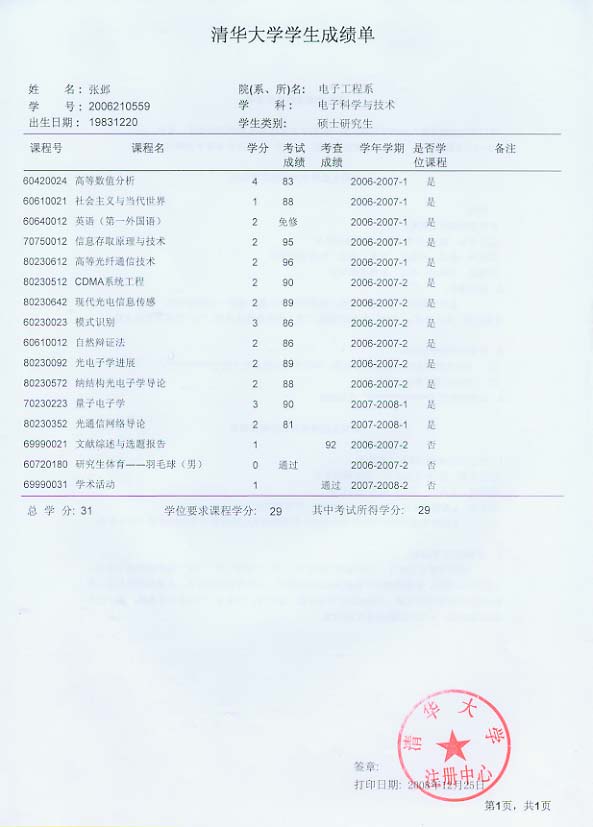 清华大学学生成绩单
姓 名: 张邺 院(系、所)名: 电子工程系
学 号: 2006210559 学 科: 电子科学与技术
出生日期: 19831220 学生类别: 硕士研究生
课程号 课程名 学分 考试成绩 考查成绩 学年学期 是否学位课程 备注
60420024 高等数值分析 4 83 2006-2007-1 是
60610021 社会主义与当代世界 1 88 2006-2007-1 是
60640012 英语（第一外国语） 2 免修 2006-2007-1 是
70750012 信息存取原理与技术 2 95 2006-2007-1 是
80230612 高等光纤通信技术 2 96 2006-2007-1 是
80230512 CDMA系统工程 2 90 2006-2007-2 是
80230642 现代光电信息传感 2 89 2006-2007-2 是
60230023 模式识别 3 86 2006-2007-2 是
60610012 自然辩证法 2 86 2006-2007-2 是
80230092 光电子学进展 2 89 2006-2007-2 是
80230572 纳结构光电子学导论 2 88 2006-2007-2 是
70230223 量子电子学 3 90 2007-2008-1 是
80230352 光通信网络导论 2 81 2007-2008-1 是
69990021 文献综述与选题报告 1 92 2006-2007-2 否
60720180 研究生体育——羽毛球（男） 0 通过 2006-2007-2 否
69990031 学术活动 1 通过 2007-2008-2 否
总 学 分: 31 学位要求课程学分: 29 其中考试所得学分: 29
清华大学
注册中心
签章:
打印日期: 2008年12月25日
第1页，共1页